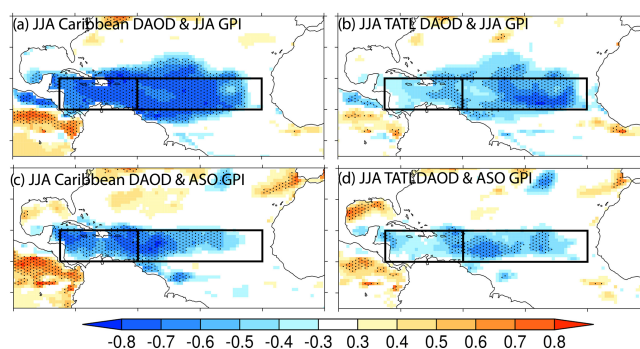 (a) JJA Caribbean DAOD & JJA GPI
(b) JJA TATL DAOD & JJA GPI
(c) JJA Caribbean DAOD & ASO GPI
(d) JJA TATL DAOD & ASO GPI
-0.8 -0.7 -0.6 -0.5 -0.4 -0.3 0.3 0.4 0.5 0.6 0.7 0.8